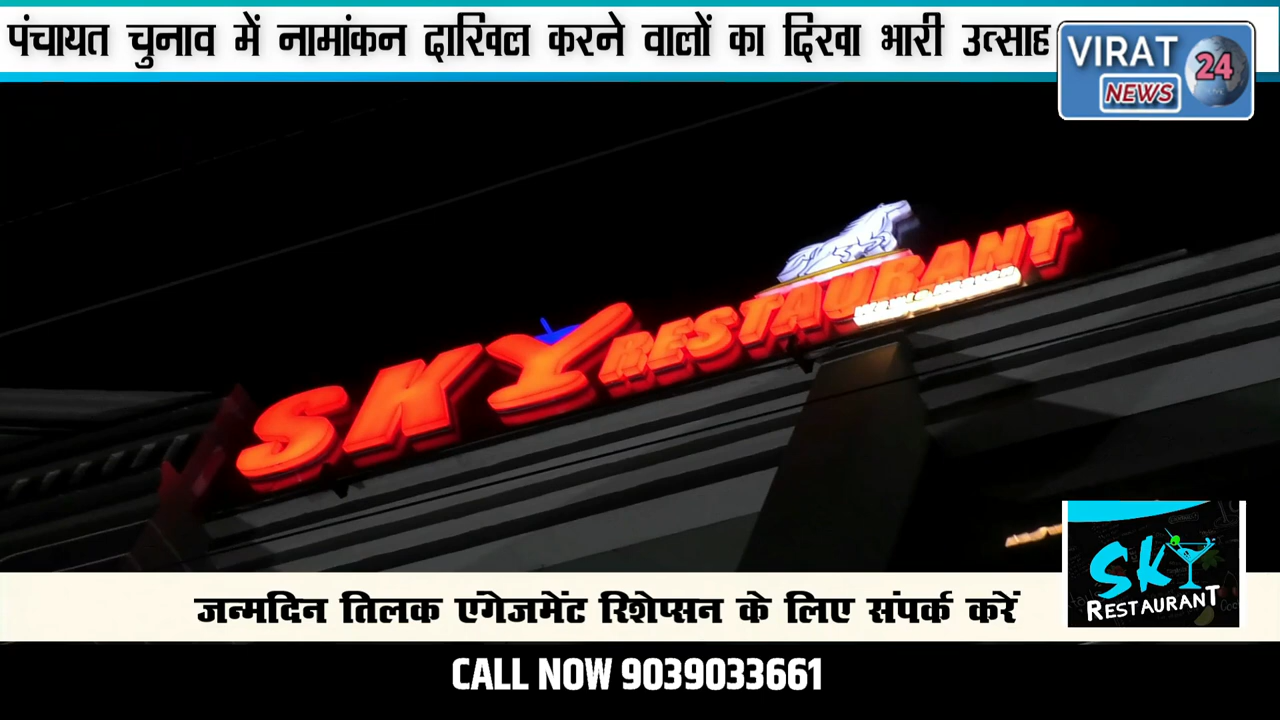 पंचायत चुनाव में नामांकन दाखिल करने वालों का दिखा भारी उत्साह
VIRAT
24
NEWS
SKY RESTAURANT
SKY
RESTAURANT
जन्मदिन तिलक एंगेजमेंट रिशेप्सन के लिए संपर्क करें
CALL NOW 9039033661